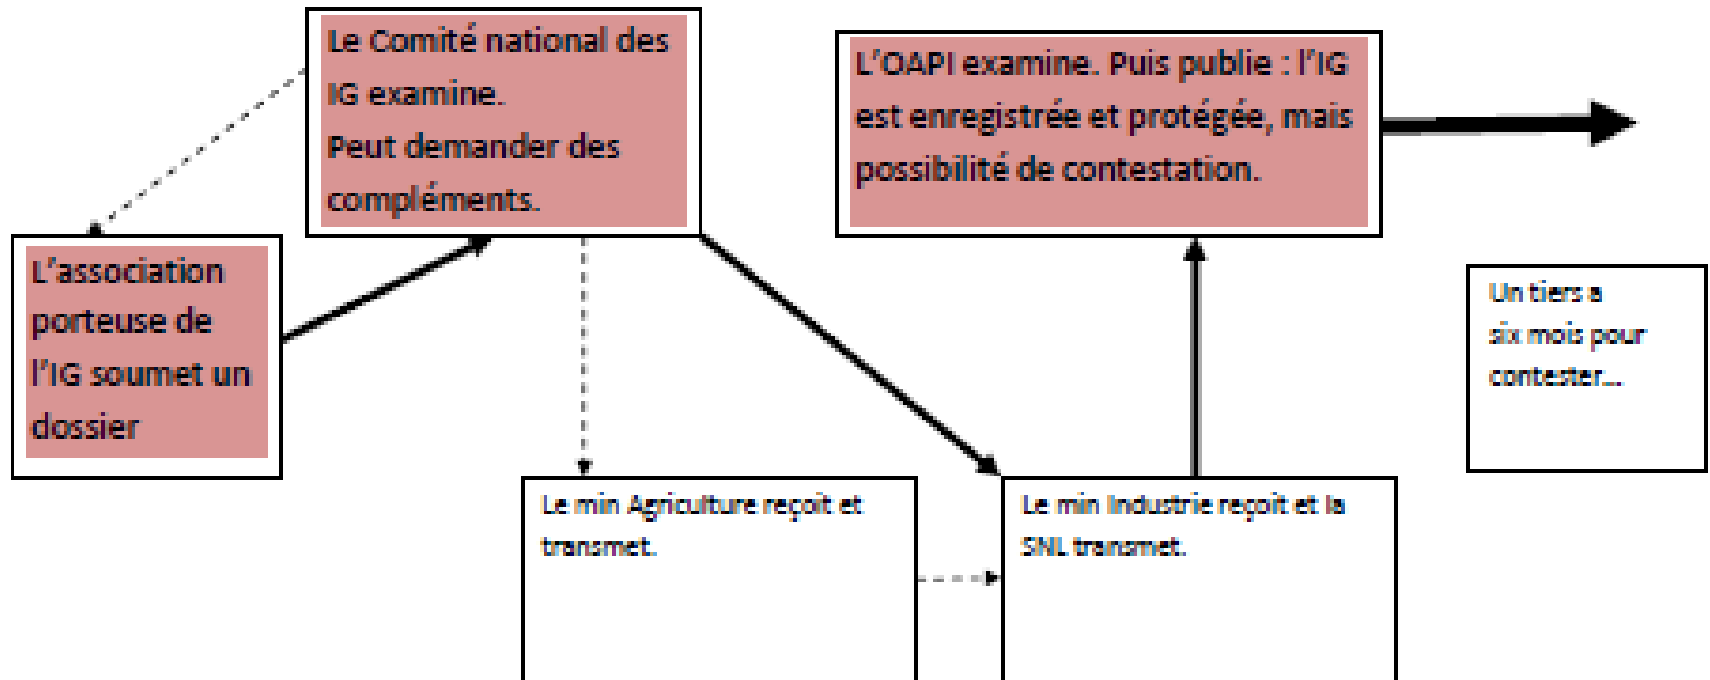 Le Comité national des
IG examine.
Peut demander des
compléments.
L'OAPI examine. Puis publie : l'IG
est enregistrée et protégée, mais
possibilité de contestation.
L'association
porteuse de
l'IG soumet un
dossier
Un tiers a
six mois pour
contester...
Le min Agriculture reçoit et
transmet.
Le min Industrie reçoit et la
SNL transmet.